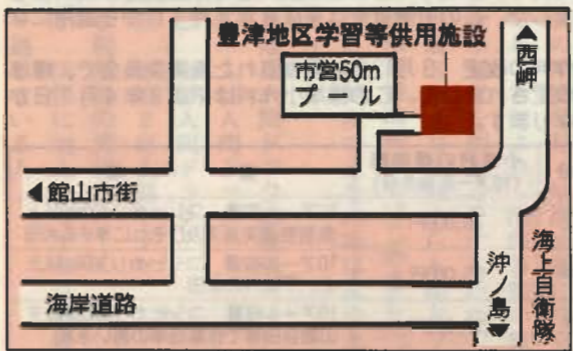 豊津地区学習等供用施設
市営50m
プール
▲西岬
◀館山市街
海岸道路
沖ノ島▼
海上自衛隊